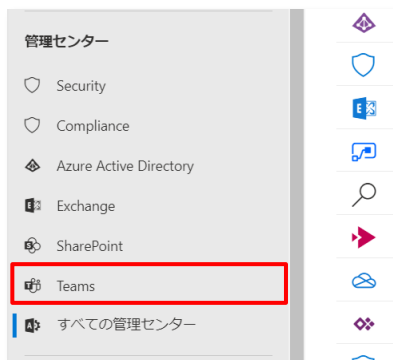 管理センター
Security
Compliance
Azure Active Directory
Exchange
SharePoint
Teams
すべての管理センター